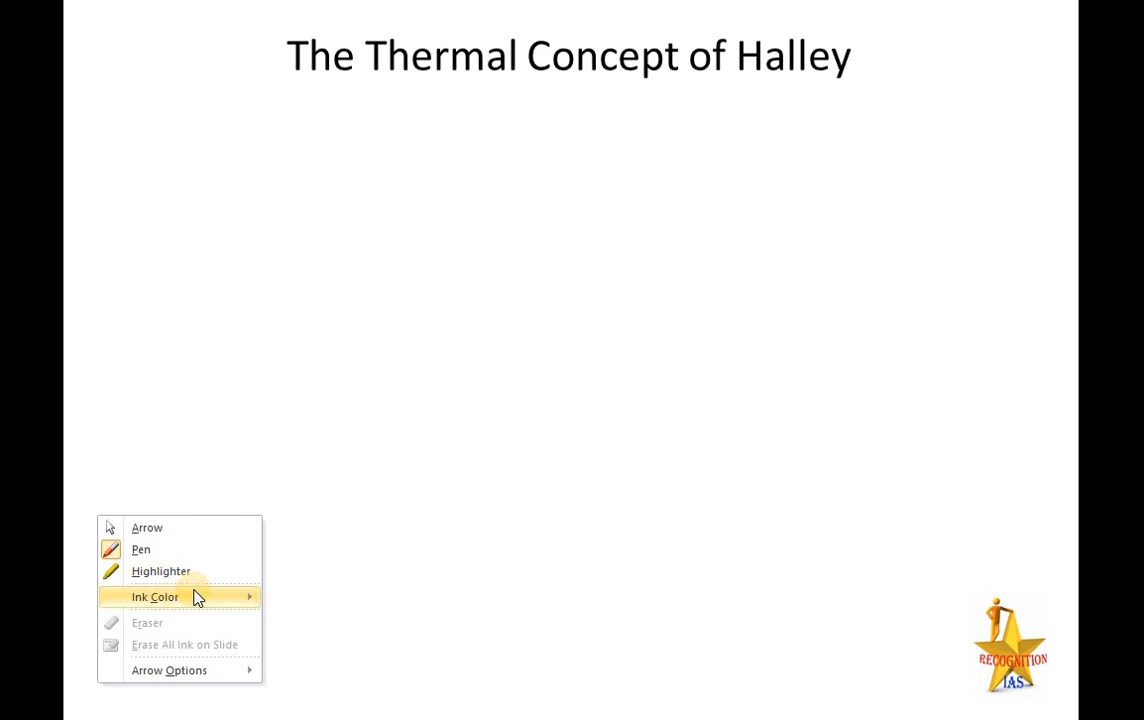 The Thermal Concept of Halley
Arrow
Pen
Highlighter
Ink Color
Eraser
Erase All Ink on Slide
Arrow Options
RECOGNITION
IAS